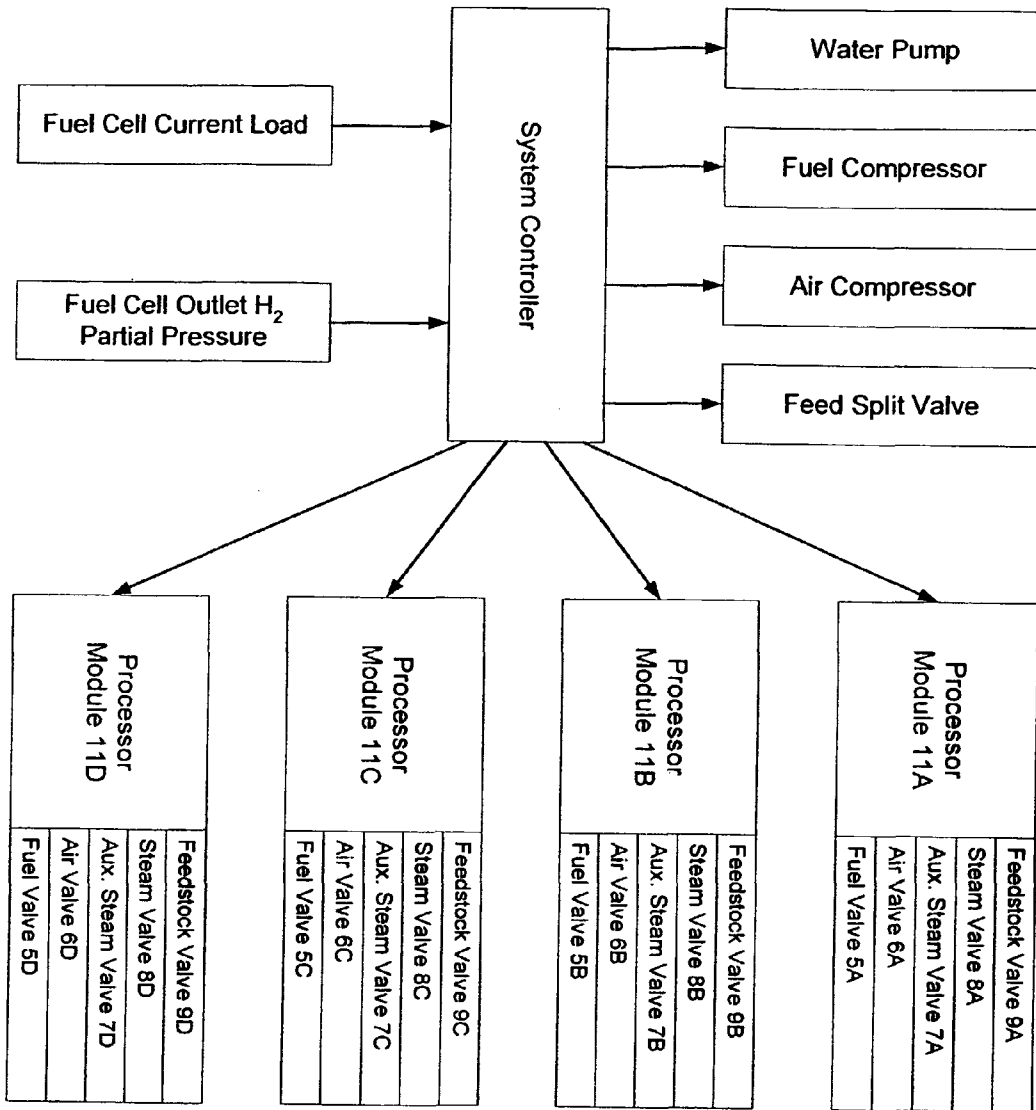 Water Pump
Fuel Cell Current Load
System Controller
Fuel Compressor
Air Compressor
Fuel Cell Outlet H₂
Partial Pressure
Feed Split Valve
Processor
Module 11D
Fuel Valve 5D
Air Valve 6D
Aux. Steam Valve 7D
Steam Valve 8D
Feedstock Valve 9D
Processor
Module 11C
Fuel Valve 5C
Air Valve 6C
Aux. Steam Valve 7C
Steam Valve 8C
Feedstock Valve 9C
Processor
Module 11B
Fuel Valve 5B
Air Valve 6B
Aux. Steam Valve 7B
Steam Valve 8B
Feedstock Valve 9B
Processor
Module 11A
Fuel Valve 5A
Air Valve 6A
Aux. Steam Valve 7A
Steam Valve 8A
Feedstock Valve 9A